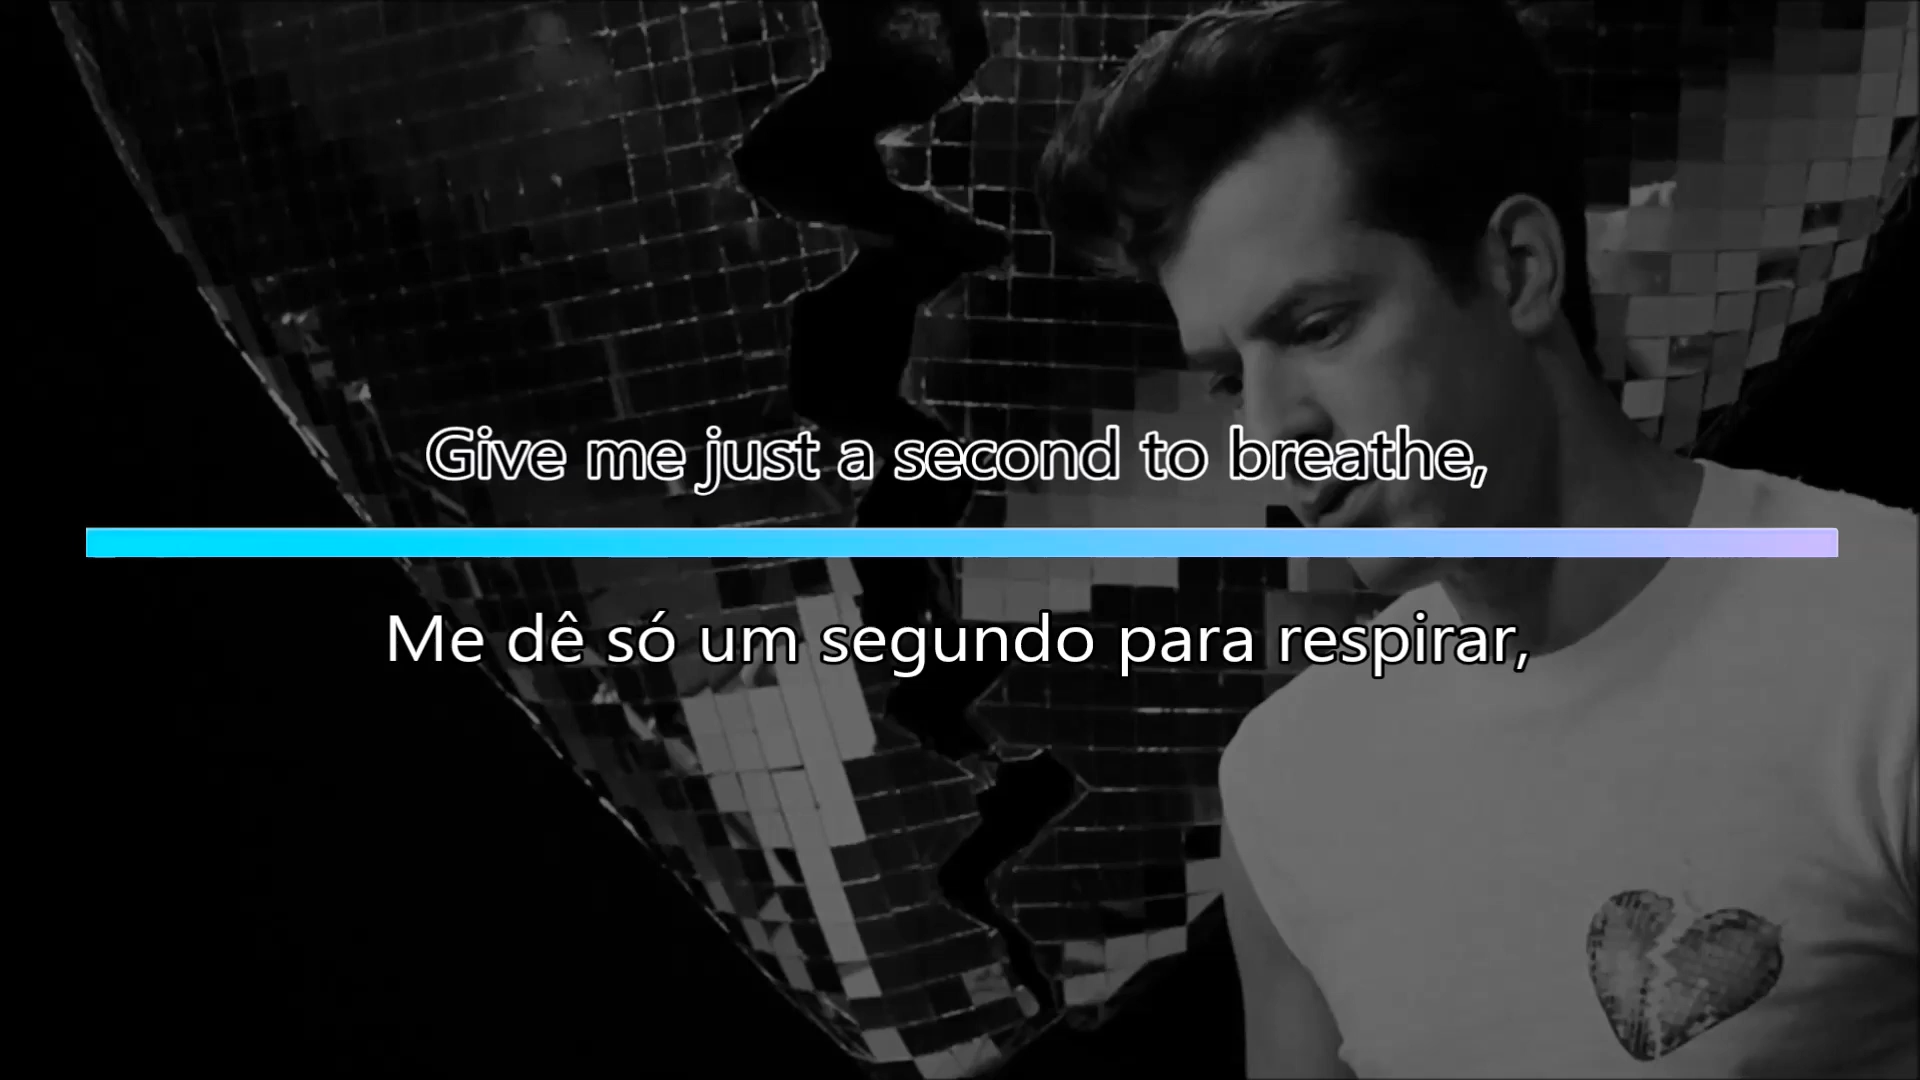 Give me just a second to breathe,
Me dê só um segundo para respirar,